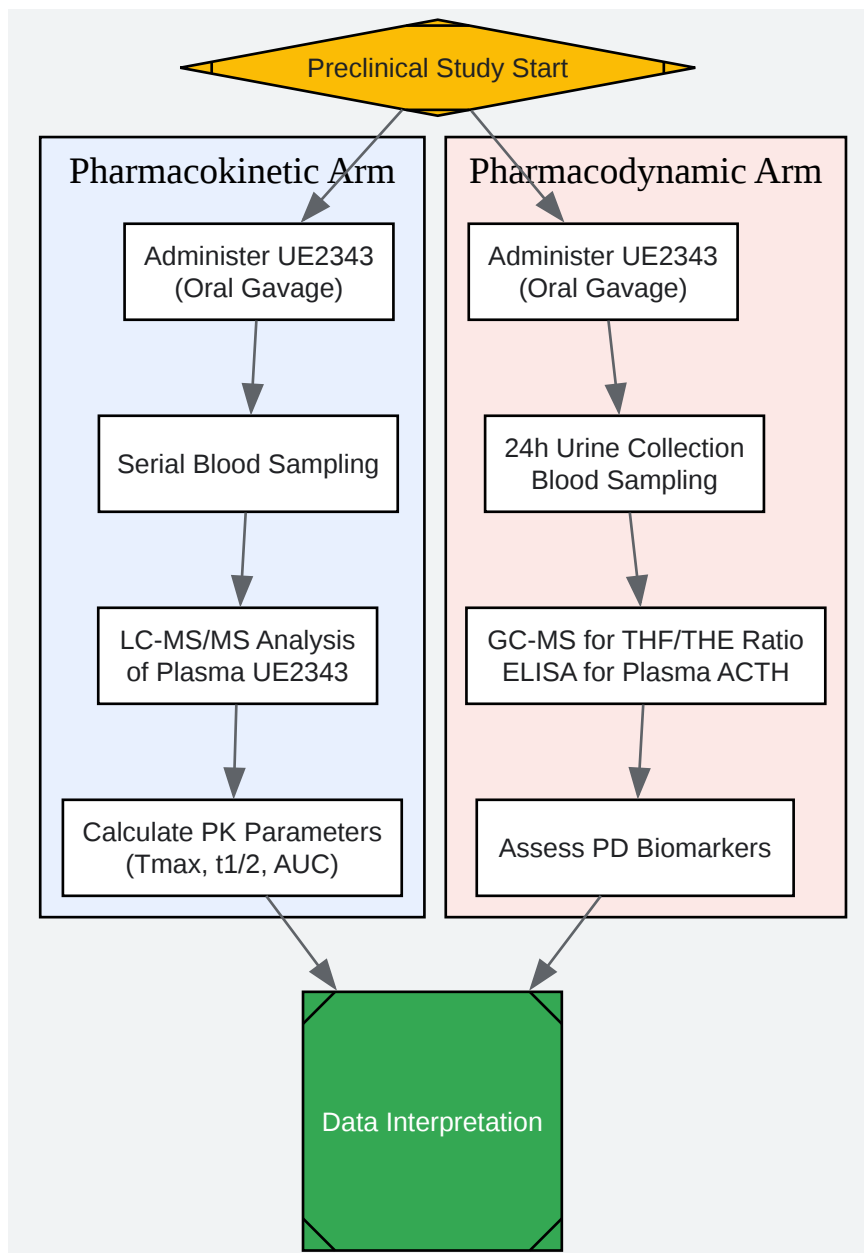 Preclinical Study Start
Pharmacokinetic Arm
Administer UE2343
(Oral Gavage)
Serial Blood Sampling
LC-MS/MS Analysis
of Plasma UE2343
Calculate PK Parameters
(Tmax, t1/2, AUC)
Pharmacodynamic Arm
Administer UE2343
(Oral Gavage)
24h Urine Collection
Blood Sampling
GC-MS for THF/THE Ratio
ELISA for Plasma ACTH
Assess PD Biomarkers
Data Interpretation